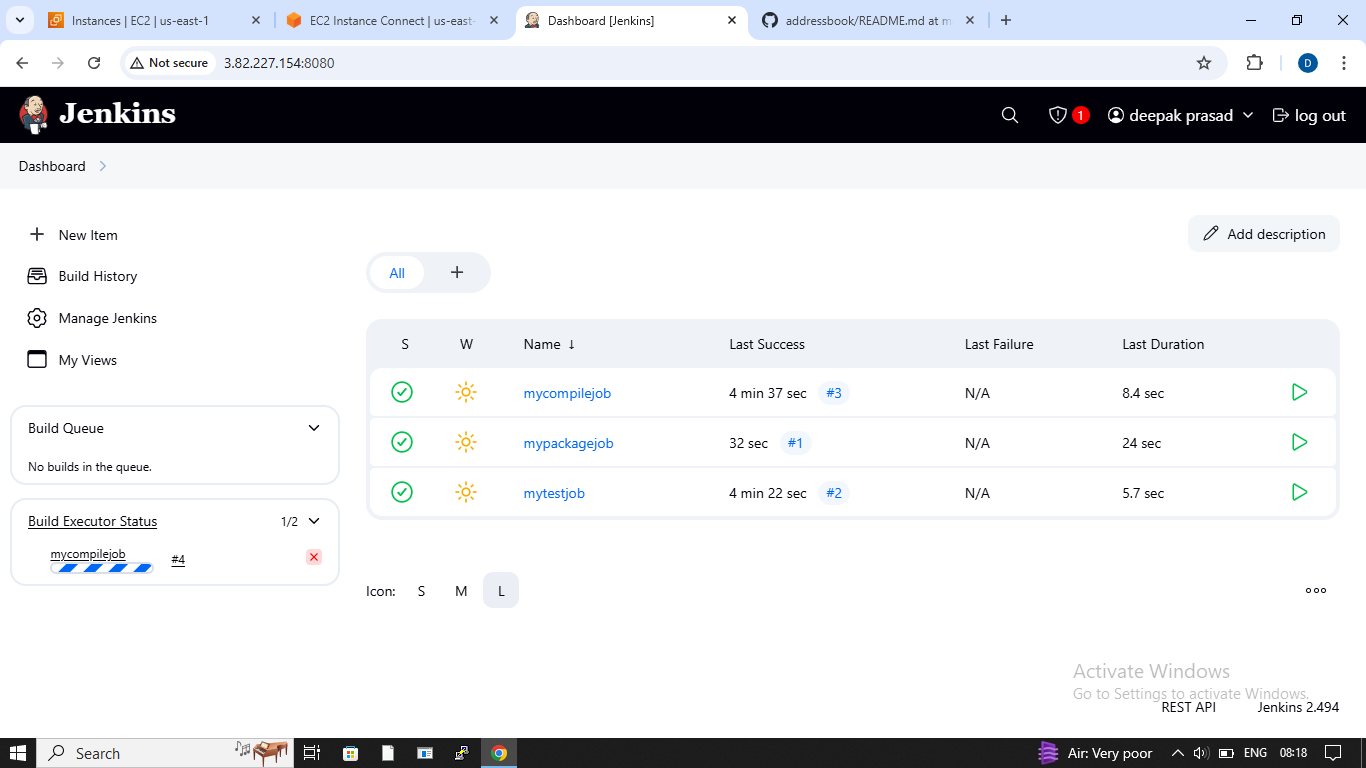 Instances | EC2 | us-east-1
EC2 Instance Connect | us-east-
Dashboard [Jenkins]
addressbook/README.md at m
Not secure
3.82.227.154:8080
D
Jenkins
1
deepak prasad
log out
Dashboard
New Item
Build History
Manage Jenkins
My Views
Add description
All
S W Name ↓ Last Success Last Failure Last Duration
mycompilejob 4 min 37 sec #3 N/A 8.4 sec
mypackagejob 32 sec #1 N/A 24 sec
mytestjob 4 min 22 sec #2 N/A 5.7 sec
Build Queue
No builds in the queue.
Build Executor Status 1/2
mycompilejob #4
Icon: S M L
Activate Windows
Go to Settings to activate Windows.
REST API
Jenkins 2.494
Search
Air: Very poor
ENG
08:18